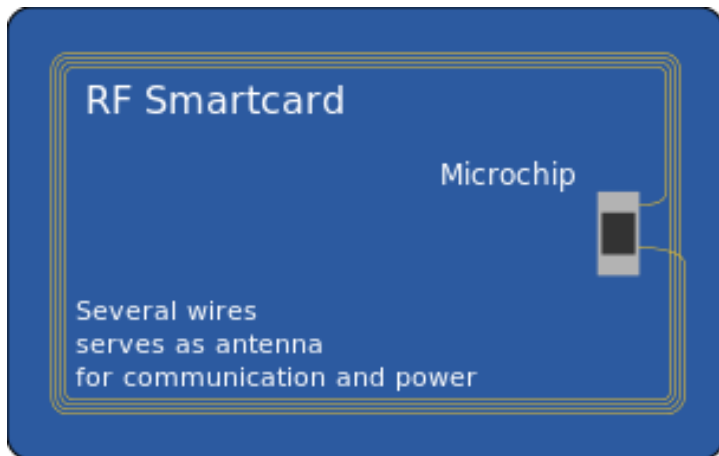 RF Smartcard
Microchip
Several wires
serves as antenna
for communication and power